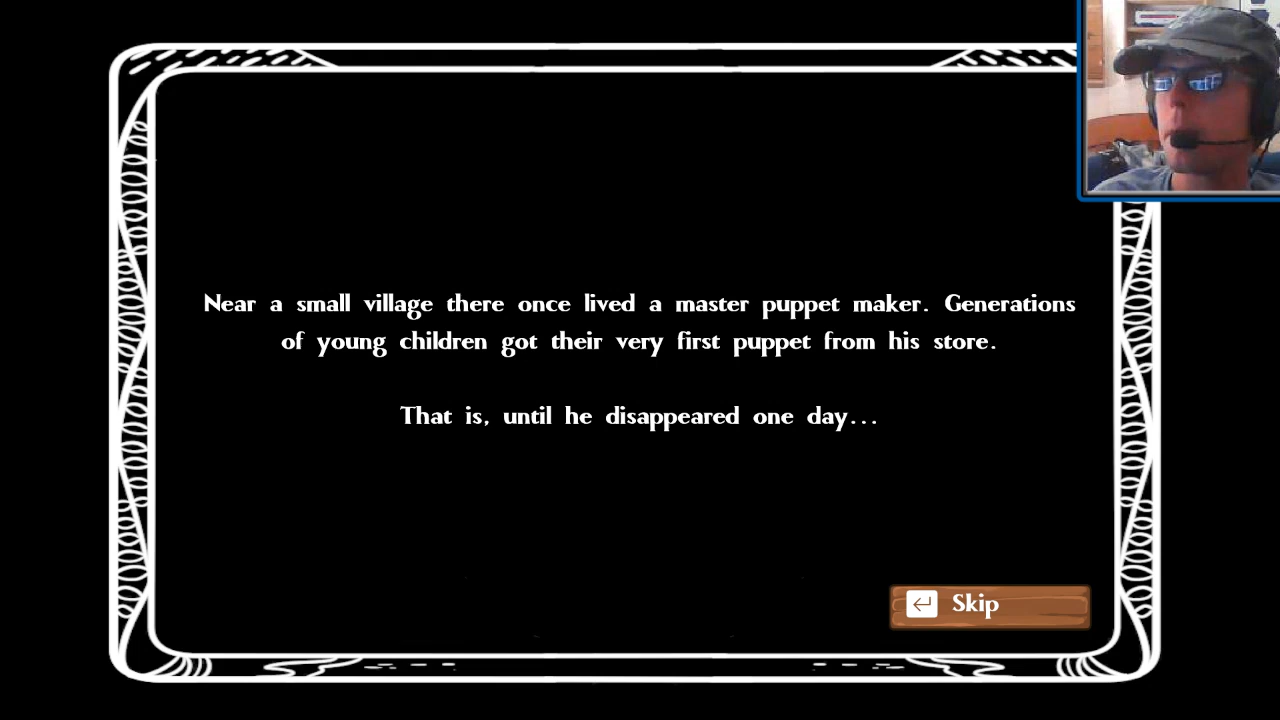 Near a small village there once lived a master puppet maker. Generations
of young children got their very first puppet from his store.
That is, until he disappeared one day...
Skip